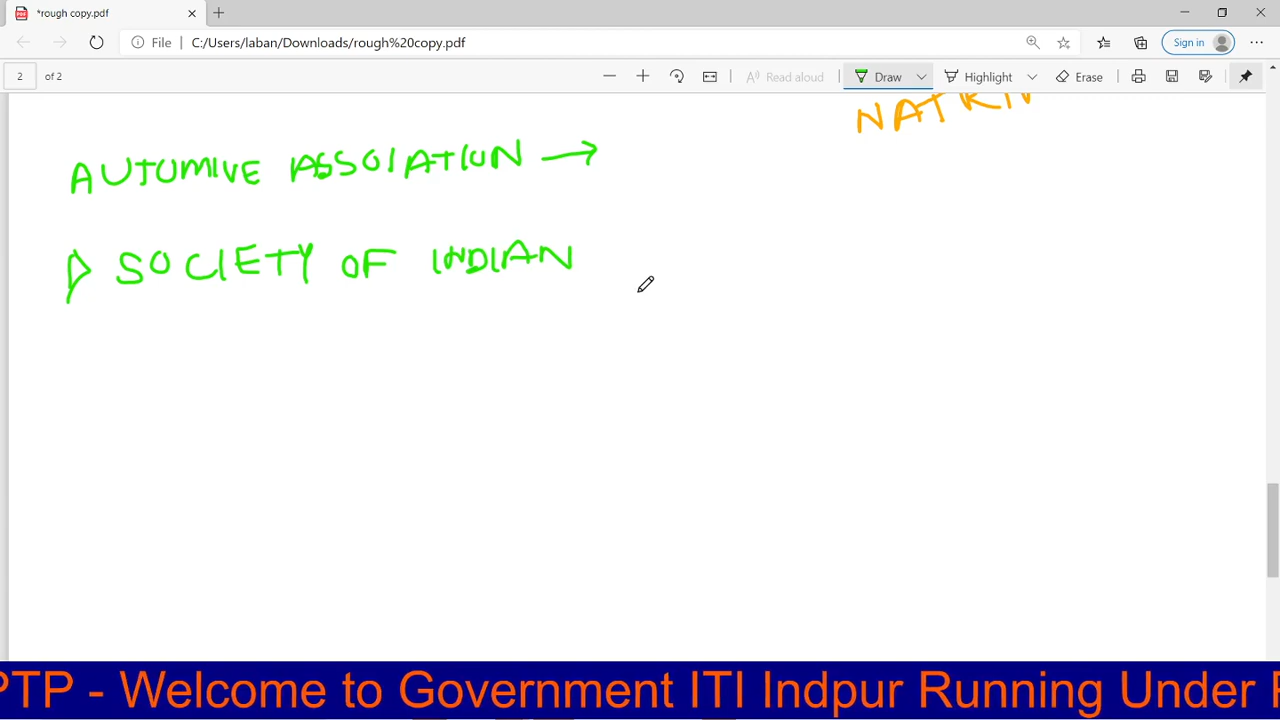 *rough copy.pdf
File C:/Users/laban/Downloads/rough%20copy.pdf Sign in
2 of 2 Read aloud Draw Highlight Erase
AUTOMIVE ASSOIATION →
SOCIETY OF INDIAN
PTP - Welcome to Government ITI Indpur Running Under